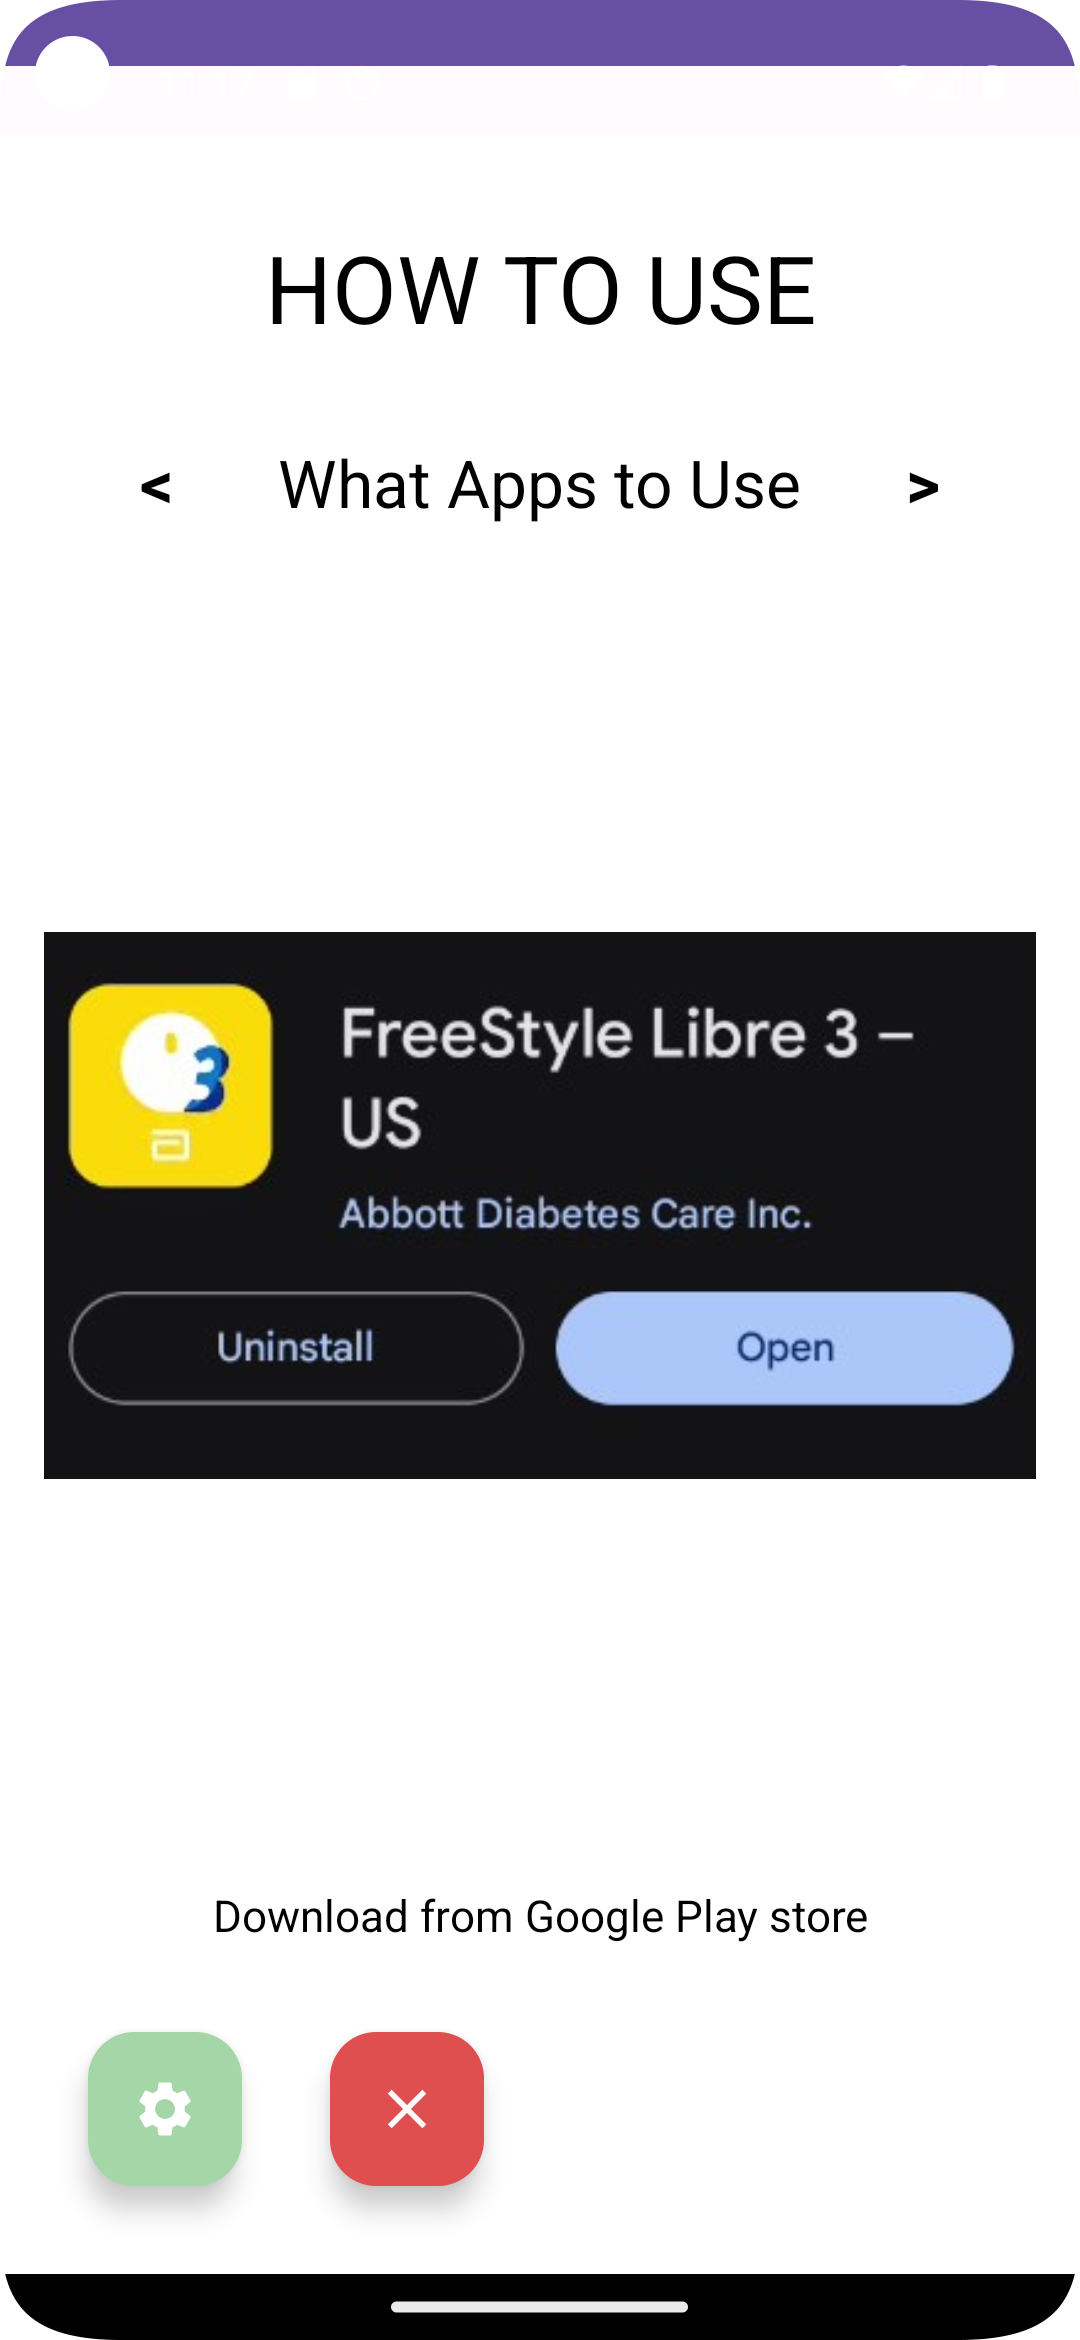 HOW TO USE
< What Apps to Use >
3
FreeStyle Libre 3 –
US
Abbott Diabetes Care Inc.
Uninstall Open
Download from Google Play store